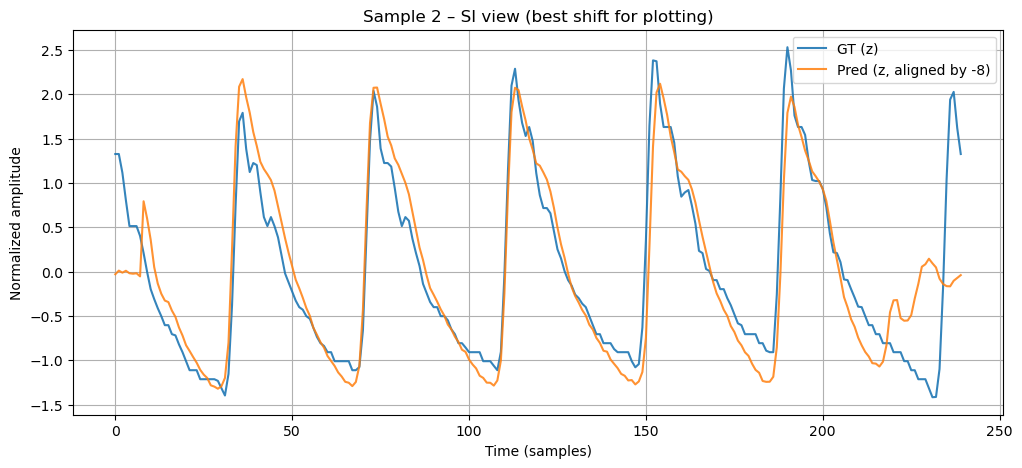 Sample 2 – SI view (best shift for plotting)
GT (z)
Pred (z, aligned by -8)
Normalized amplitude
2.5
2.0
1.5
1.0
0.5
0.0
−0.5
−1.0
−1.5
0 50 100 150 200 250
Time (samples)